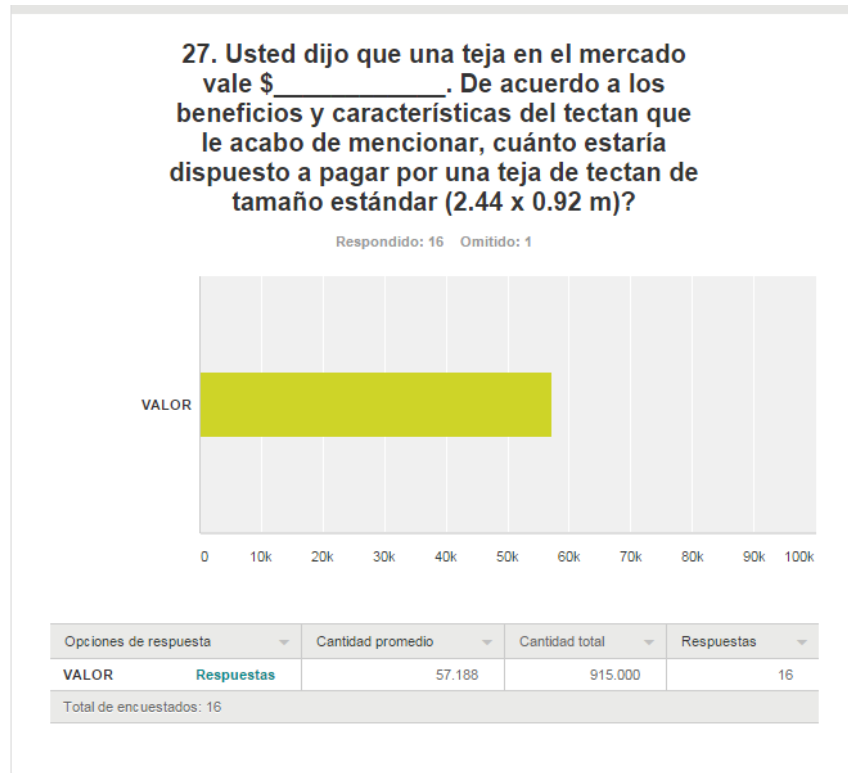 27. Usted dijo que una teja en el mercado
vale $_____________. De acuerdo a los
beneficios y características del tectan que
le acabo de mencionar, cuánto estaría
dispuesto a pagar por una teja de tectan de
tamaño estándar (2.44 x 0.92 m)?
Respondido: 16 Omitido: 1
VALOR
0 10k 20k 30k 40k 50k 60k 70k 80k 90k 100k
Opciones de respuesta Cantidad promedio Cantidad total Respuestas
VALOR Respuestas 57.188 915.000 16
Total de encuestados: 16